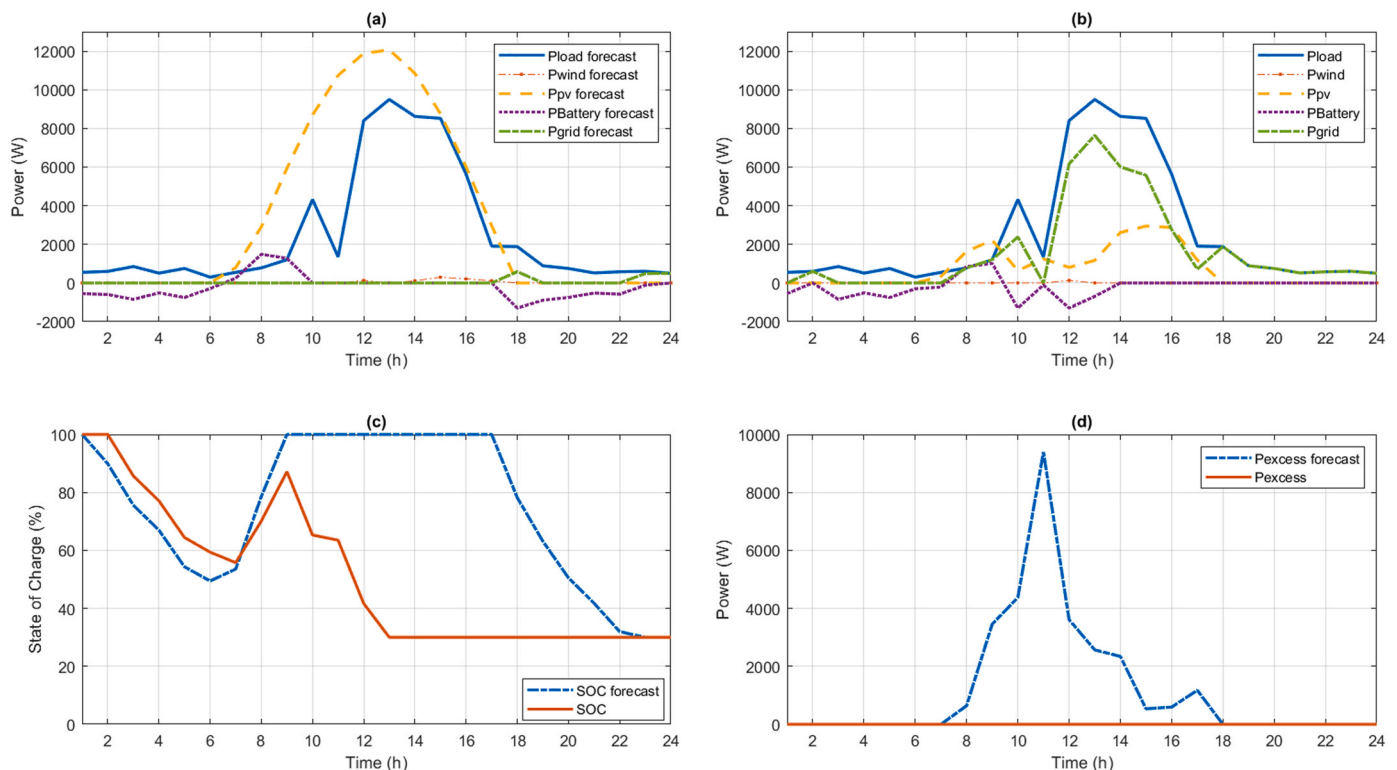 (a)
12000
10000
8000
6000
4000
2000
0
-2000
Power (W)
Pload forecast
Pwind forecast
Ppv forecast
PBattery forecast
Pgrid forecast
2 4 6 8 10 12 14 16 18 20 22 24
Time (h)
(b)
12000
10000
8000
6000
4000
2000
0
-2000
Power (W)
Pload
Pwind
Ppv
PBattery
Pgrid
2 4 6 8 10 12 14 16 18 20 22 24
Time (h)
(c)
100
80
60
40
20
0
State of Charge (%)
SOC forecast
SOC
2 4 6 8 10 12 14 16 18 20 22 24
Time (h)
(d)
10000
8000
6000
4000
2000
0
Power (W)
Pexcess forecast
Pexcess
2 4 6 8 10 12 14 16 18 20 22 24
Time (h)